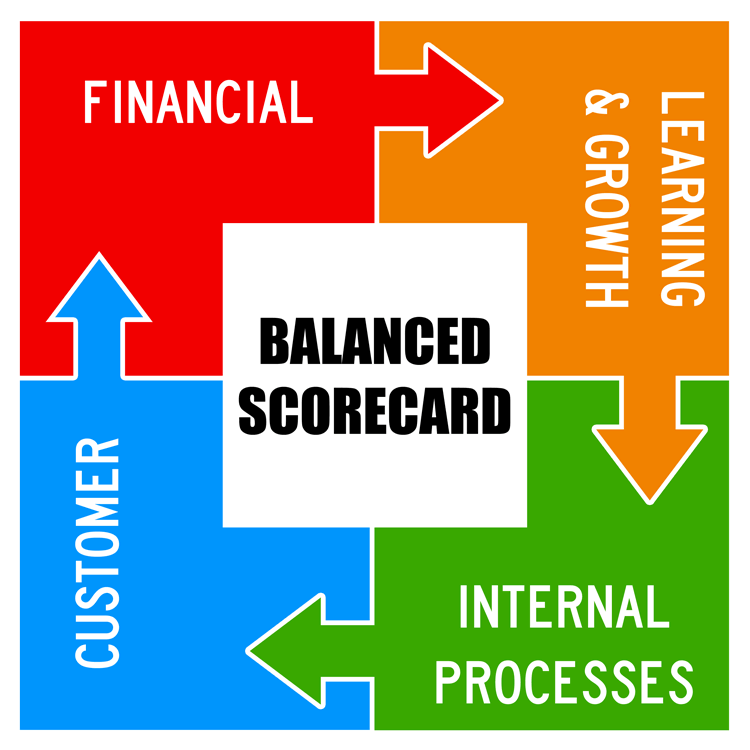 FINANCIAL
LEARNING
& GROWTH
BALANCED
SCORECARD
CUSTOMER
INTERNAL
PROCESSES